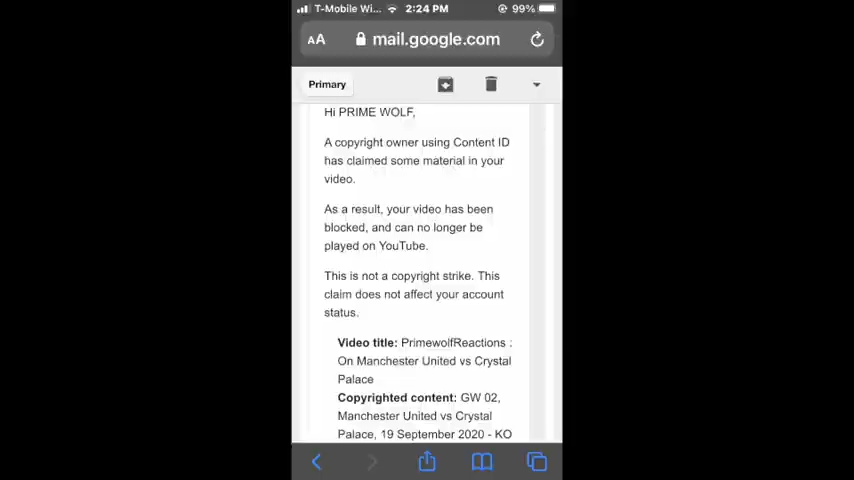 T-Mobile Wi... 2:24 PM 99%
AA mail.google.com
Primary
Hi PRIME WOLF,
A copyright owner using Content ID
has claimed some material in your
video.
As a result, your video has been
blocked, and can no longer be
played on YouTube.
This is not a copyright strike. This
claim does not affect your account
status.
Video title: PrimewolfReactions :
On Manchester United vs Crystal
Palace
Copyrighted content: GW 02,
Manchester United vs Crystal
Palace, 19 September 2020 - KO